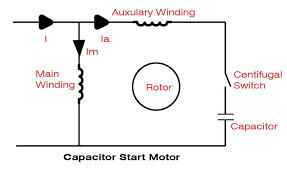 Auxulary Winding
I
Ia
Im
Main
Winding
Rotor
Centifugal
Switch
Capacitor
Capacitor Start Motor